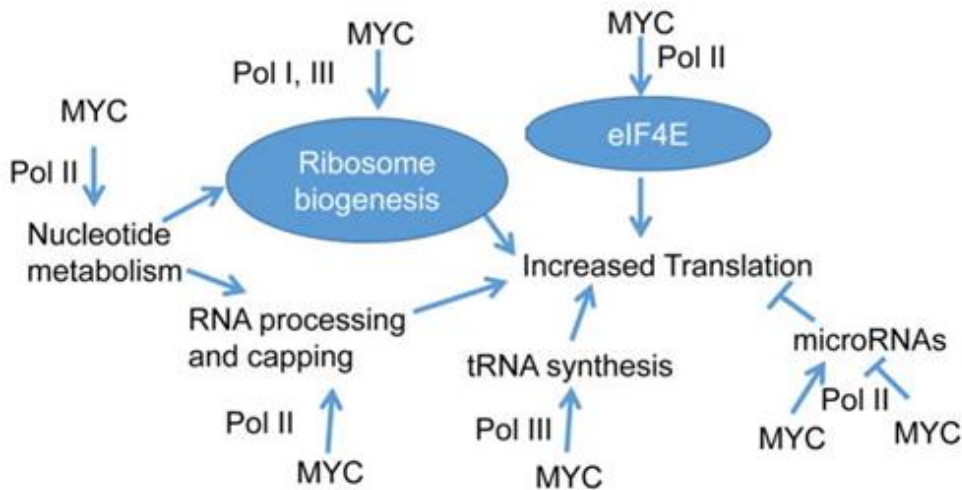 MYC
Pol I, III
MYC
Pol II
MYC
Pol II
Ribosome
biogenesis
eIF4E
Nucleotide
metabolism
Increased Translation
RNA processing
and capping
tRNA synthesis
microRNAs
Pol II
MYC
Pol III
MYC
Pol II
MYC
MYC